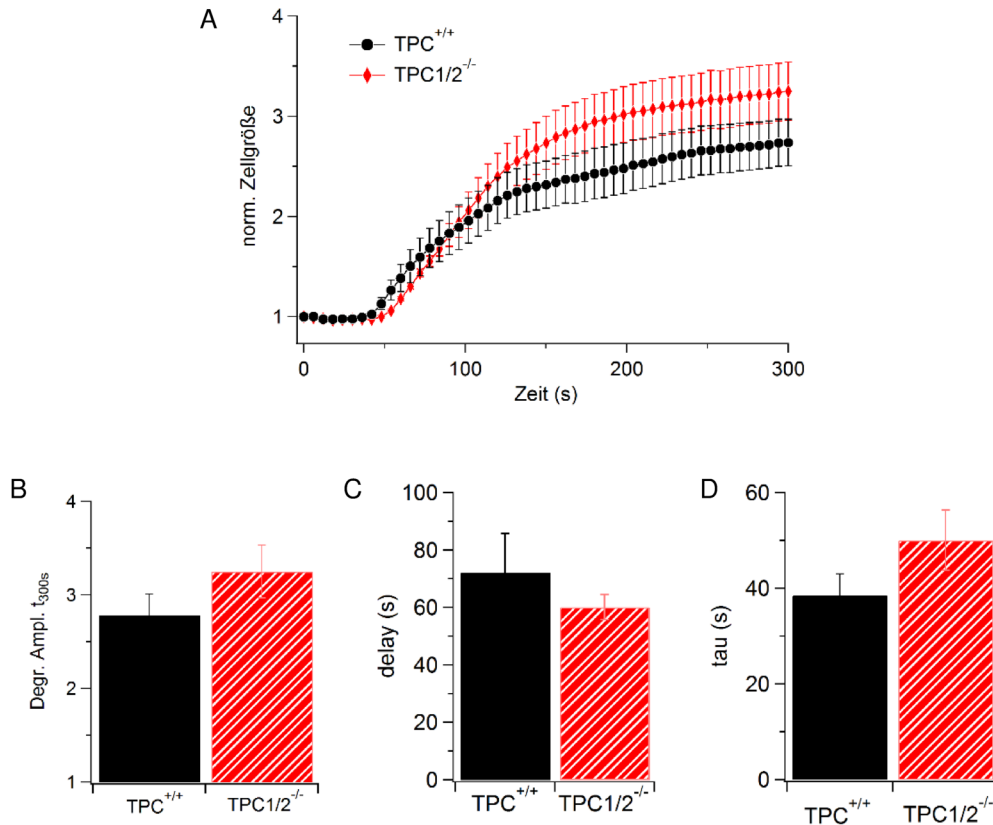 A
TPC+/+
TPC1/2-/-
norm. Zellgröße
4
3
2
1
0
100
200
300
Zeit (s)
B
Degr. Ampl. t300s
4
3
2
1
TPC+/+
TPC1/2-/-
C
delay (s)
100
80
60
40
20
0
TPC+/+
TPC1/2-/-
D
tau (s)
60
40
20
0
TPC+/+
TPC1/2-/-